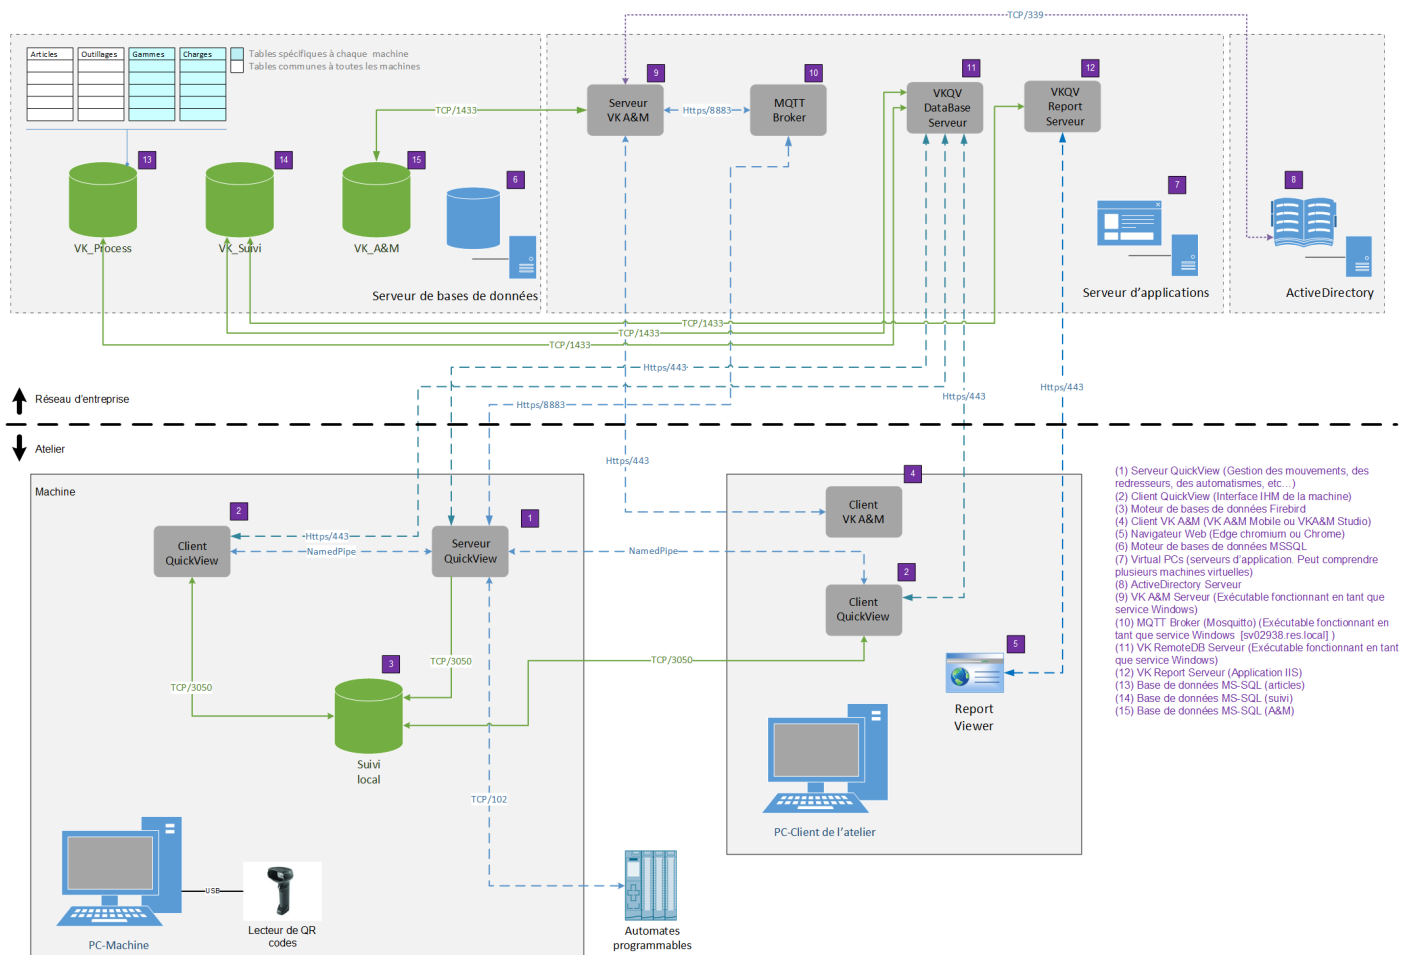 TCP/339
Articles
Outillages
Gammes
Charges
Tables spécifiques à chaque machine
Tables communes à toutes les machines
9
10
11
12
Serveur
VK A&M
MQTT
Broker
VKQV
DataBase
Serveur
VKQV
Report
Serveur
TCP/1433
Https/8883
13
14
15
6
7
8
VK_Process
VK_Suivi
VK_A&M
Serveur de bases de données
Serveur d'applications
ActiveDirectory
TCP/1433
TCP/1433
TCP/1433
Https/443
Https/443
Https/443
Https/8883
Réseau d'entreprise
Atelier
Https/443
Machine
2
1
4
Client
QuickView
Serveur
QuickView
Client
VK A&M
Https/443
NamedPipe
NamedPipe
2
Client
QuickView
3
5
TCP/3050
TCP/3050
TCP/3050
Suivi
local
Report
Viewer
TCP/102
PC-Client de l'atelier
USB
PC-Machine
Lecteur de QR
codes
Automates
programmables
(1) Serveur QuickView (Gestion des mouvements, des
redresseurs, des automatismes, etc...)
(2) Client QuickView (Interface IHM de la machine)
(3) Moteur de bases de données Firebird
(4) Client VK A&M (VK A&M Mobile ou VKA&M Studio)
(5) Navigateur Web (Edge chromium ou Chrome)
(6) Moteur de bases de données MSSQL
(7) Virtual PCs (serveurs d'application. Peut comprendre
plusieurs machines virtuelles)
(8) ActiveDirectory Serveur
(9) VK A&M Serveur (Exécutable fonctionnant en tant que
service Windows)
(10) MQTT Broker (Mosquitto) (Exécutable fonctionnant en
tant que service Windows [sv02938.res.local] )
(11) VK RemoteDB Serveur (Exécutable fonctionnant en tant
que service Windows)
(12) VK Report Serveur (Application IIS)
(13) Base de données MS-SQL (articles)
(14) Base de données MS-SQL (suivi)
(15) Base de données MS-SQL (A&M)